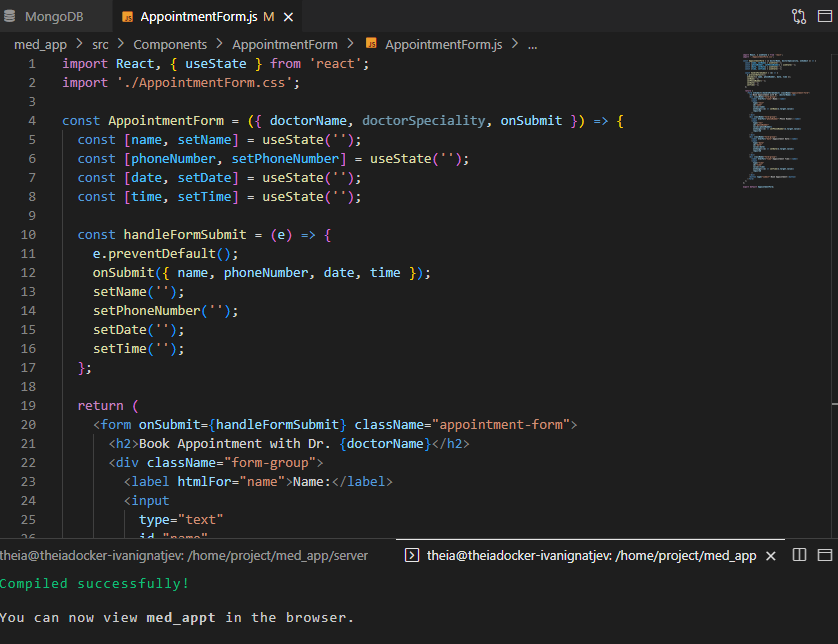 MongoDB
JS AppointmentForm.js M ×
med_app > src > Components > AppointmentForm > JS AppointmentForm.js > ...
1 import React, { useState } from 'react';
2 import './AppointmentForm.css';
3
4 const AppointmentForm = ({ doctorName, doctorSpeciality, onSubmit }) => {
5 const [name, setName] = useState('');
6 const [phoneNumber, setPhoneNumber] = useState('');
7 const [date, setDate] = useState('');
8 const [time, setTime] = useState('');
9
10 const handleFormSubmit = (e) => {
11 e.preventDefault();
12 onSubmit({ name, phoneNumber, date, time });
13 setName('');
14 setPhoneNumber('');
15 setDate('');
16 setTime('');
17 };
18
19 return (
20 <form onSubmit={handleFormSubmit} className="appointment-form">
21 <h2>Book Appointment with Dr. {doctorName}</h2>
22 <div className="form-group">
23 <label htmlFor="name">Name:</label>
24 <input
25 type="text"
26 id="name"
theia@theiadocker-ivanignatjev: /home/project/med_app/server
theia@theiadocker-ivanignatjev: /home/project/med_app ×
Compiled successfully!
You can now view med_appt in the browser.